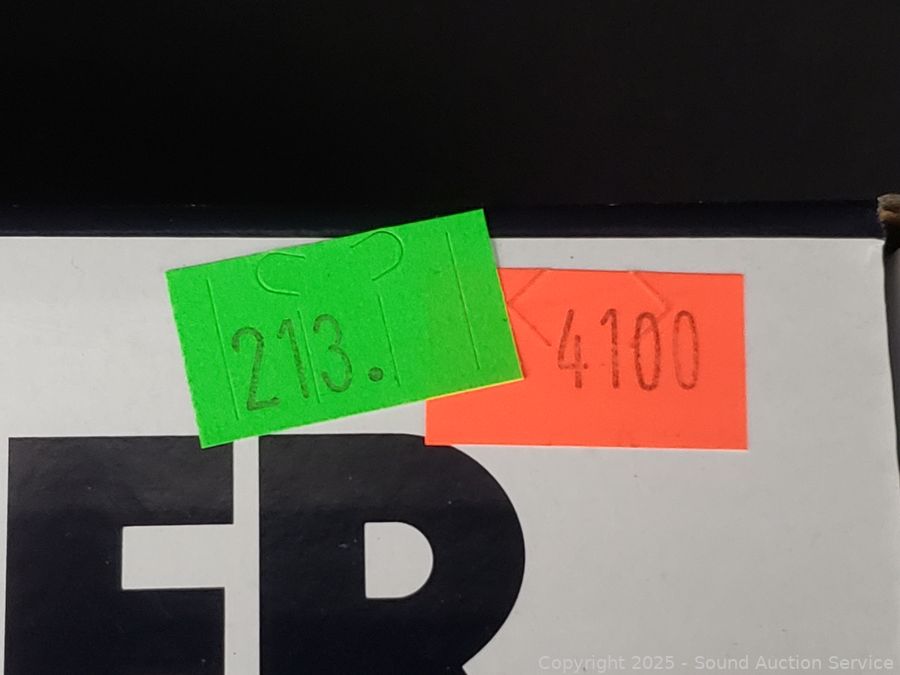 213.
4100
ER
Copyright 2025 - Sound Auction Service